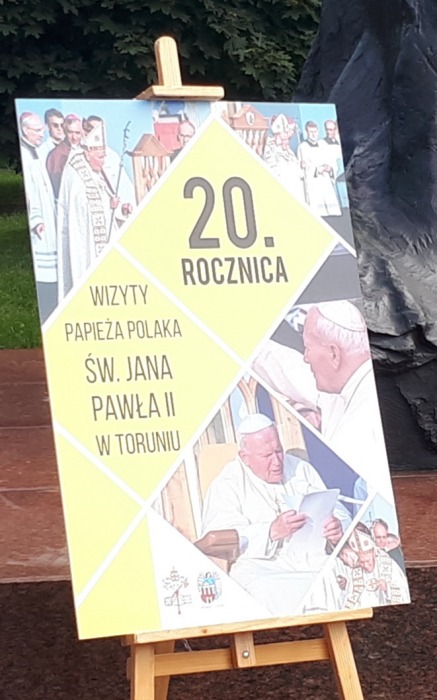 20.
ROCZNICA
WIZYTY
PAPIEŻA POLAKA
ŚW. JANA
PAWŁA II
W TORUNIU